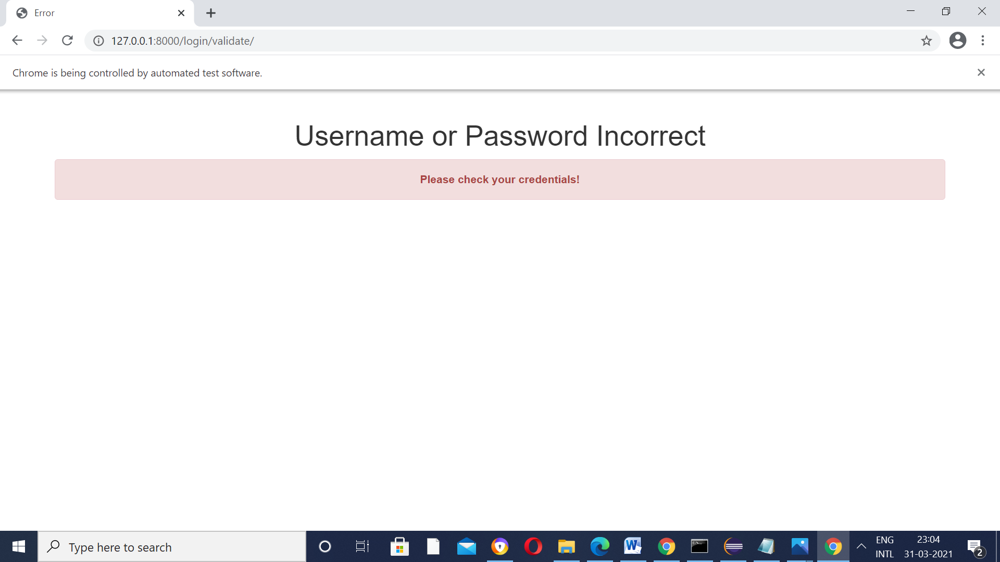 Error
127.0.0.1:8000/login/validate/
Chrome is being controlled by automated test software.
Username or Password Incorrect
Please check your credentials!
Type here to search
W
ENG
INTL
23:04
31-03-2021
2